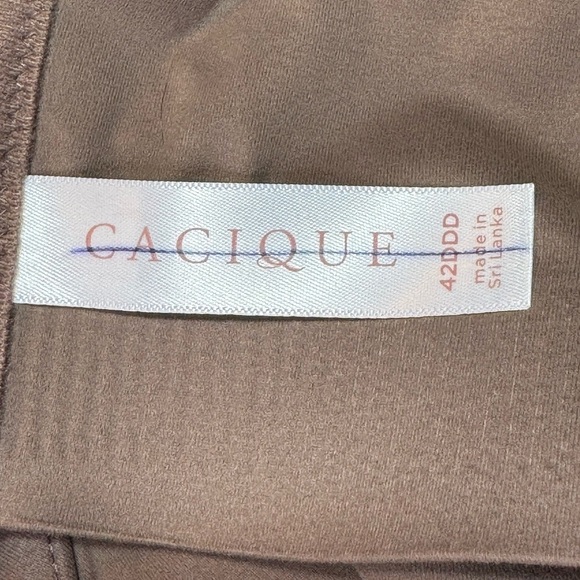 CACIQUE
42DDD
made in
Sri Lanka